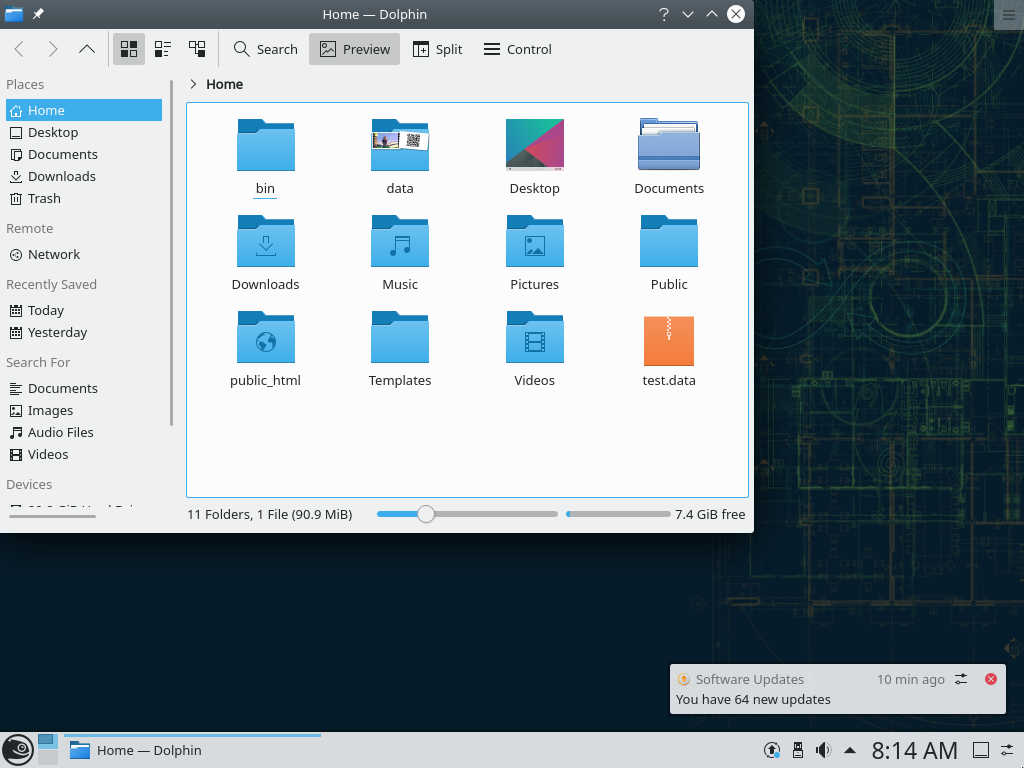 Home — Dolphin
Search
Preview
Split
Control
Places
Home
Desktop
Documents
Downloads
Trash
Remote
Network
Recently Saved
Today
Yesterday
Search For
Documents
Images
Audio Files
Videos
Devices
Home
bin
data
Desktop
Documents
Downloads
Music
Pictures
Public
public_html
Templates
Videos
test.data
11 Folders, 1 File (90.9 MiB)
7.4 GiB free
Software Updates
10 min ago
You have 64 new updates
Home — Dolphin
8:14 AM